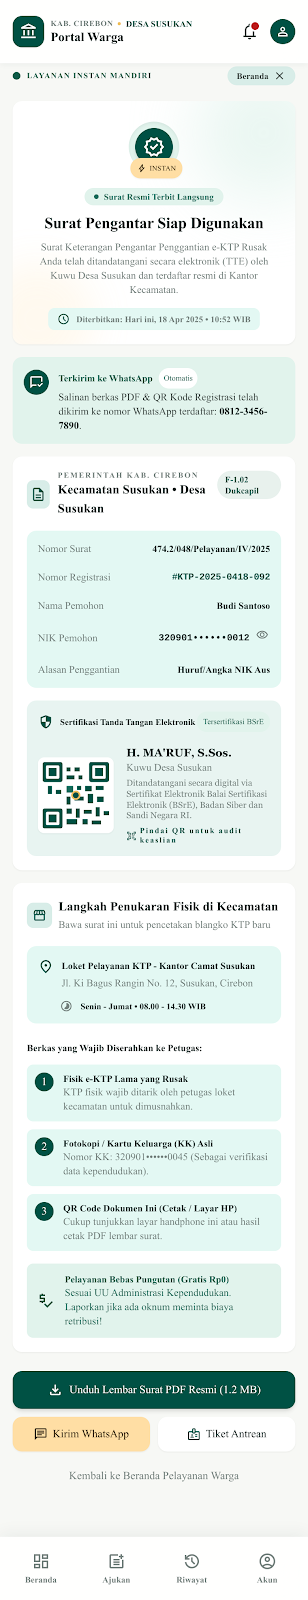 KAB. CIREBON • DESA SUSUKAN
Portal Warga
LAYANAN INSTAN MANDIRI
Beranda
INSTAN
Surat Resmi Terbit Langsung
Surat Pengantar Siap Digunakan
Surat Keterangan Pengantar Penggantian e-KTP Rusak
Anda telah ditandatangani secara elektronik (TTE) oleh
Kuwu Desa Susukan dan terdaftar resmi di Kantor
Kecamatan.
Diterbitkan: Hari ini, 18 Apr 2025 • 10:52 WIB
Terkirim ke WhatsApp Otomatis
Salinan berkas PDF & QR Kode Registrasi telah
dikirim ke nomor WhatsApp terdaftar: 0812-3456-
7890.
PEMERINTAH KAB. CIREBON
Kecamatan Susukan • Desa
Susukan
F-1.02
Dukcapil
Nomor Surat 474.2/048/Pelayanan/IV/2025
Nomor Registrasi #KTP-2025-0418-092
Nama Pemohon Budi Santoso
NIK Pemohon 320901••••••0012
Alasan Penggantian Huruf/Angka NIK Aus
Sertifikasi Tanda Tangan Elektronik Tersertifikasi BSrE
H. MA'RUF, S.Sos.
Kuwu Desa Susukan
Ditandatangani secara digital via
Sertifikat Elektronik Balai Sertifikasi
Elektronik (BSrE), Badan Siber dan
Sandi Negara RI.
Pindai QR untuk audit
keaslian
Langkah Penukaran Fisik di Kecamatan
Bawa surat ini untuk pencetakan blangko KTP baru
Loket Pelayanan KTP - Kantor Camat Susukan
Jl. Ki Bagus Rangin No. 12, Susukan, Cirebon
Senin - Jumat • 08.00 - 14.30 WIB
Berkas yang Wajib Diserahkan ke Petugas:
1 Fisik e-KTP Lama yang Rusak
KTP fisik wajib ditarik oleh petugas loket
kecamatan untuk dimusnahkan.
2 Fotokopi / Kartu Keluarga (KK) Asli
Nomor KK: 320901••••••0045 (Sebagai verifikasi
data kependudukan).
3 QR Code Dokumen Ini (Cetak / Layar HP)
Cukup tunjukkan layar handphone ini atau hasil
cetak PDF lembar surat.
Pelayanan Bebas Pungutan (Gratis Rp0)
Sesuai UU Administrasi Kependudukan.
Laporkan jika ada oknum meminta biaya
retribusi!
Unduh Lembar Surat PDF Resmi (1.2 MB)
Kirim WhatsApp
Tiket Antrean
Kembali ke Beranda Pelayanan Warga
Beranda Ajukan Riwayat Akun